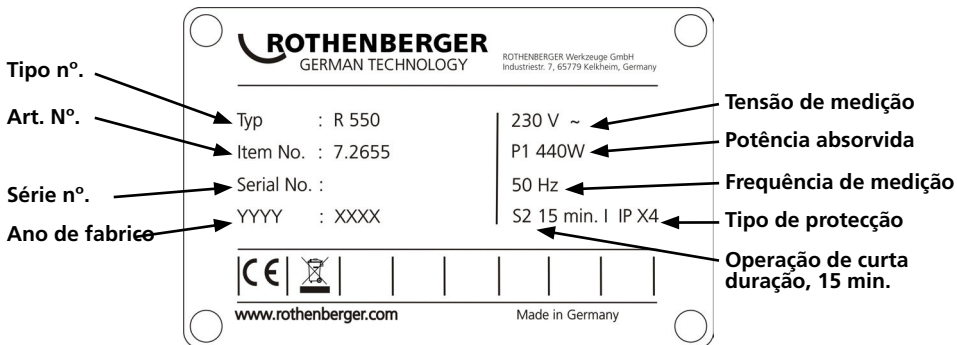 ROTHENBERGER
GERMAN TECHNOLOGY
ROTHENBERGER Werkzeuge GmbH
Industriestr. 7, 65779 Kelkheim, Germany
Tipo nº.
Art. Nº.
Série nº.
Ano de fabrico
Typ : R 550
Item No. : 7.2655
Serial No. :
YYYY : XXXX
230 V ~
P1 440W
50 Hz
S2 15 min. I IP X4
Tensão de medição
Potência absorvida
Frequência de medição
Tipo de protecção
Operação de curta
duração, 15 min.
CE
www.rothenberger.com
Made in Germany